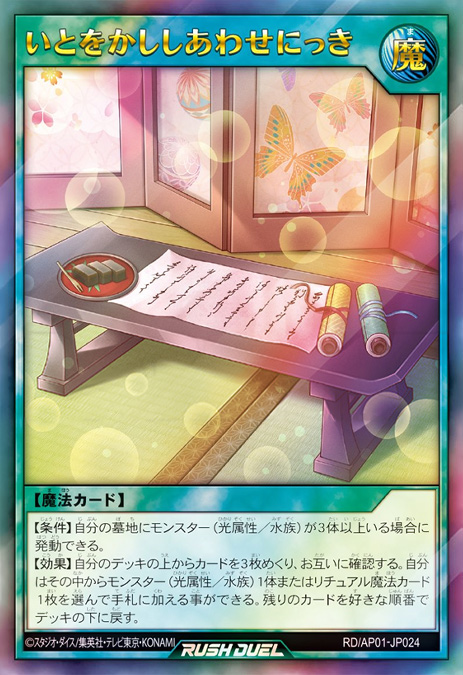 いとをかししあわせにっき
魔
【魔法カード】
【条件】自分の墓地にモンスター（光属性／水族）が3体以上いる場合に
発動できる。
【効果】自分のデッキの上からカードを3枚めくり、お互いに確認する。自分
はその中からモンスター（光属性／水族）1体またはリチュアル魔法カード
1枚を選んで手札に加える事ができる。残りのカードを好きな順番で
デッキの下に戻す。
©スタジオ・ダイス/集英社・テレビ東京・KONAMI
RUSH DUEL
RD/AP01-JP024